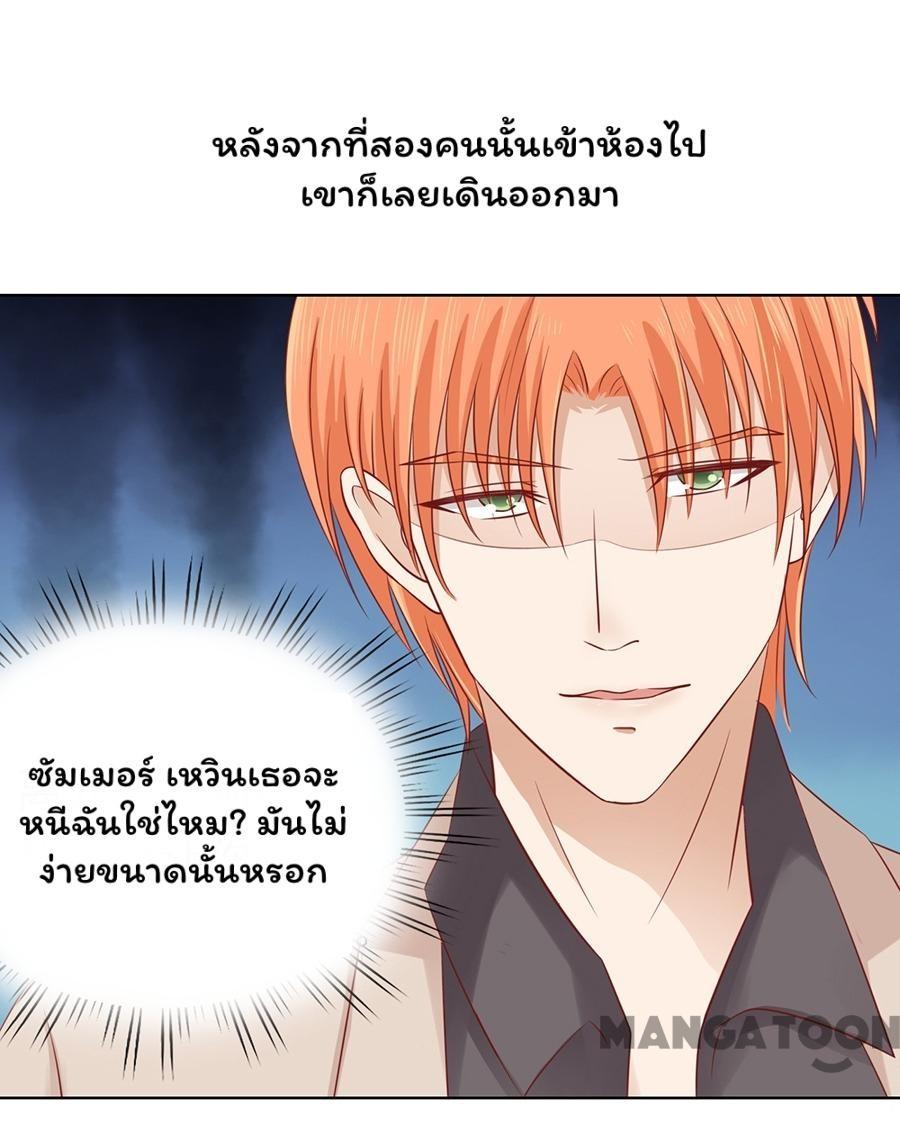 หลังจากที่สองคนนั้นเข้าห้องไป
เขาก็เลยเดินออกมา
ซัมเมอร์ เหวินเธอจะ
หนีฉันใช่ไหม? มันไม่
ง่ายขนาดนั้นหรอก
MANGATOON